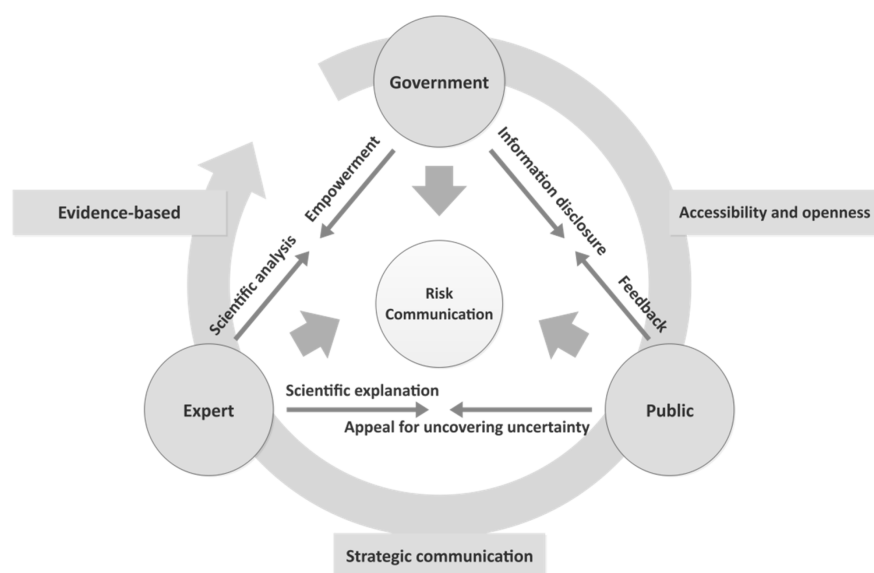 Government
Empowerment
Information disclosure
Evidence-based
Accessibility and openness
Scientific analysis
Feedback
Risk
Communication
Expert
Scientific explanation
Appeal for uncovering uncertainty
Public
Strategic communication